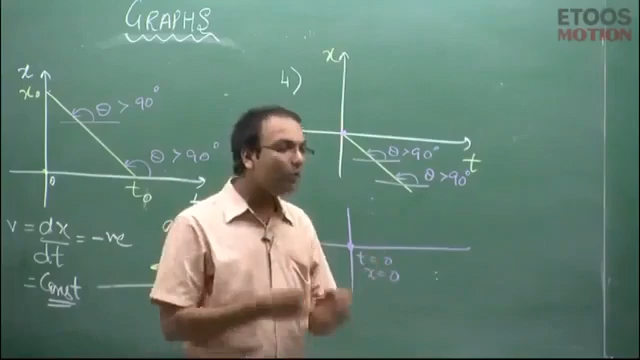 GRAPHS
ETOOS
MOTION
x
x0
θ > 90°
θ > 90°
0
t0
t
v = dx/dt = -ve
= Const
4)
x
θ > 90°
θ > 90°
t
t = 0
x = 0